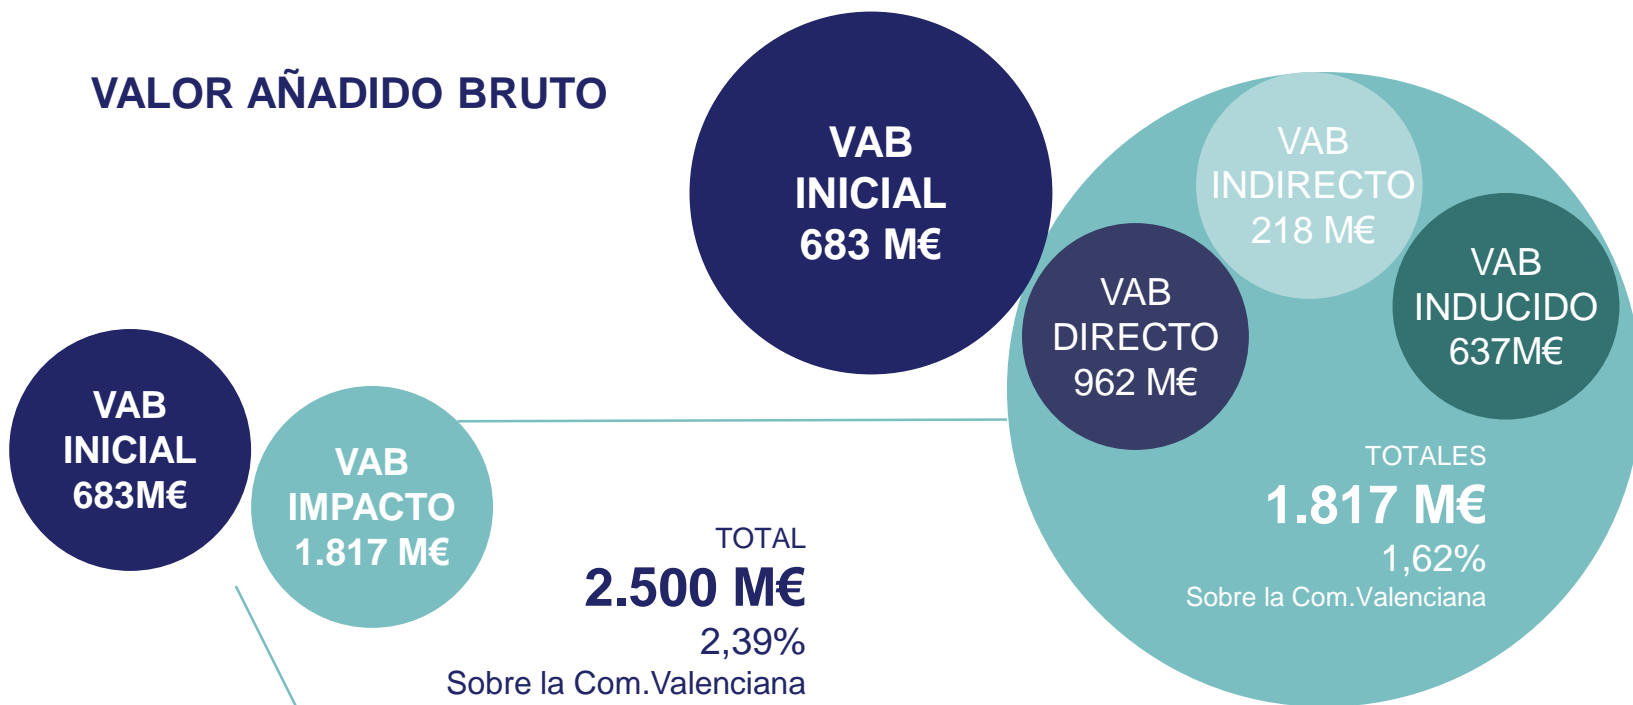 VALOR AÑADIDO BRUTO
VAB
INICIAL
683 M€
VAB
INDIRECTO
218 M€
VAB
DIRECTO
962 M€
VAB
INDUCIDO
637M€
TOTALES
1.817 M€
1,62%
Sobre la Com.Valenciana
VAB
INICIAL
683M€
VAB
IMPACTO
1.817 M€
TOTAL
2.500 M€
2,39%
Sobre la Com.Valenciana